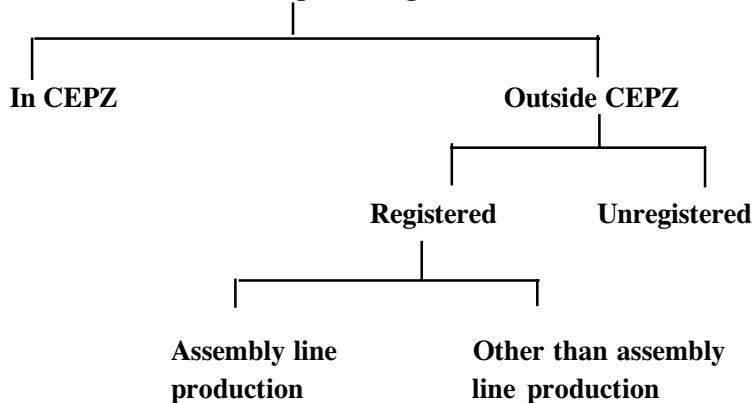 In CEPZ Outside CEPZ
Registered Unregistered
Assembly line Other than assembly
production line production